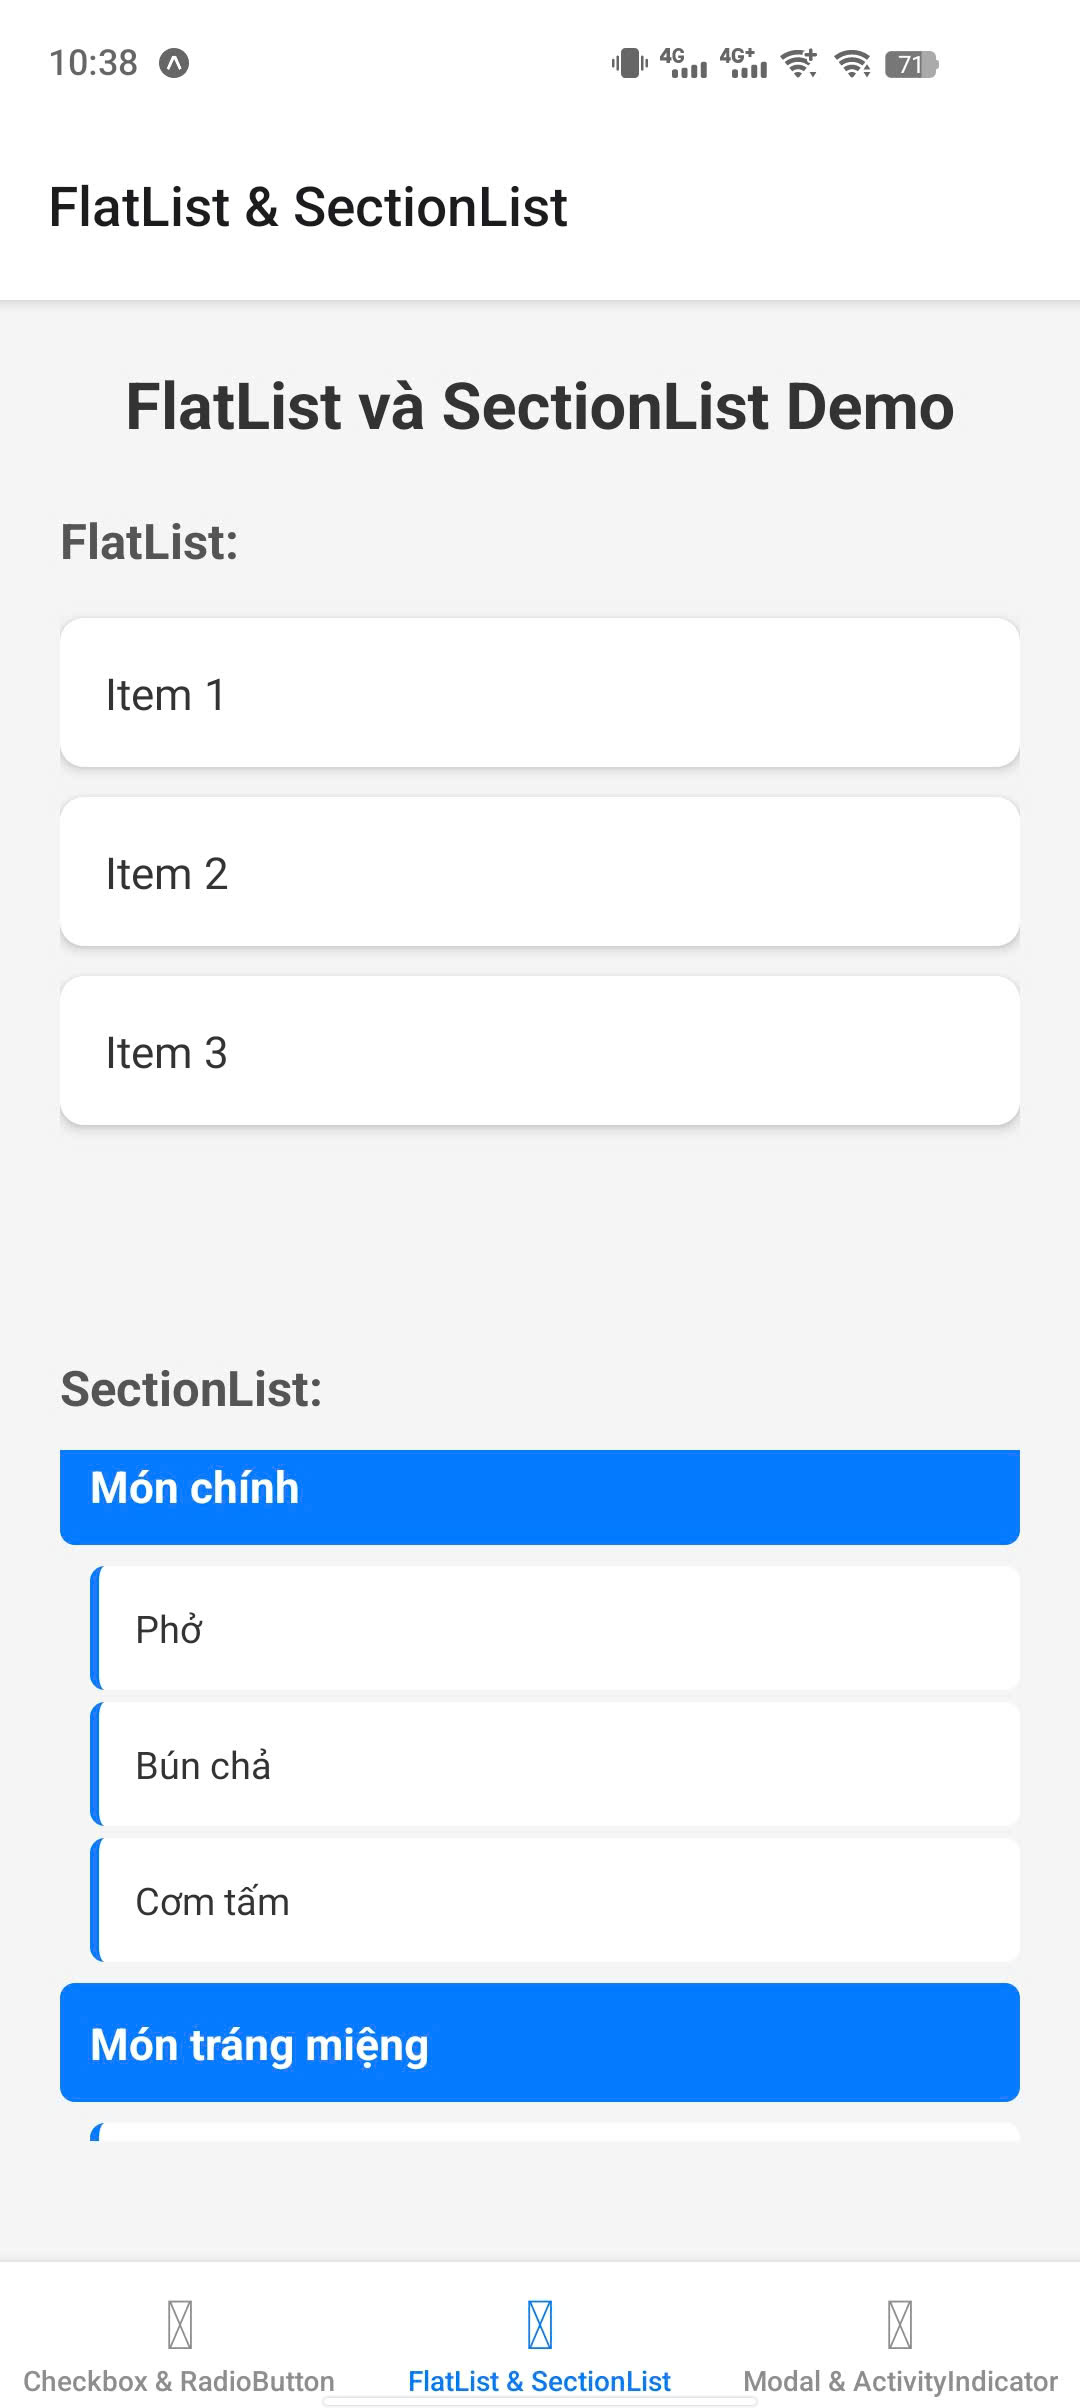 10:38 4G 4G+ 71
FlatList & SectionList
FlatList và SectionList Demo
FlatList:
Item 1
Item 2
Item 3
SectionList:
Món chính
Phở
Bún chả
Cơm tấm
Món tráng miệng
Checkbox & RadioButton FlatList & SectionList Modal & ActivityIndicator